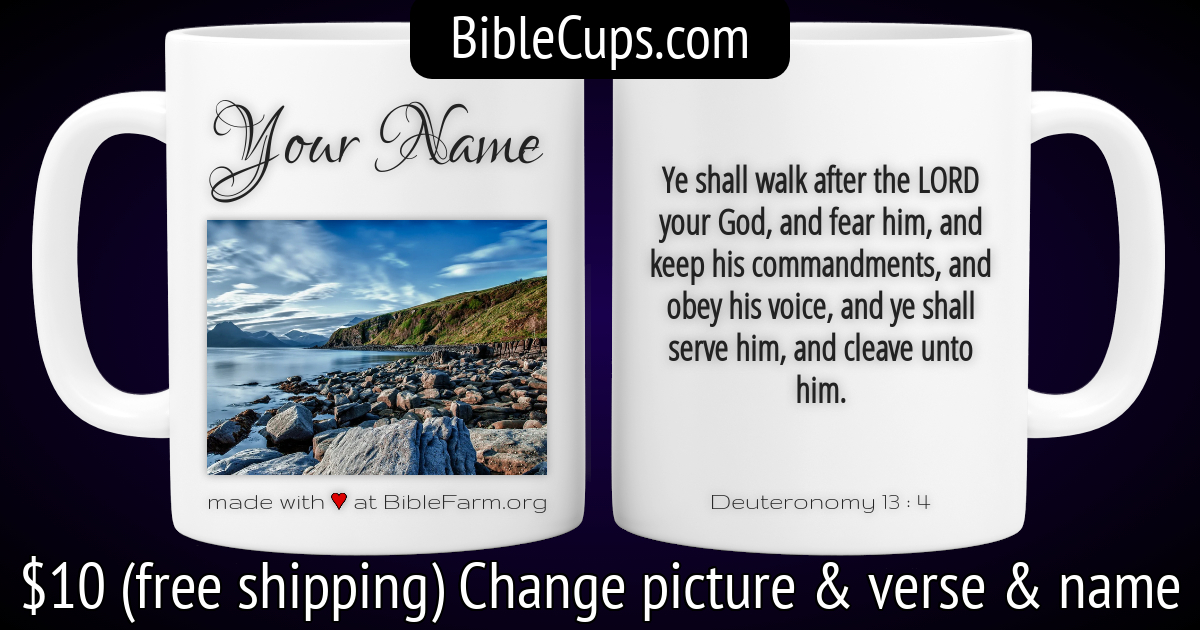 BibleCups.com
Your Name
made with ♥ at BibleFarm.org
Ye shall walk after the LORD
your God, and fear him, and
keep his commandments, and
obey his voice, and ye shall
serve him, and cleave unto
him.
Deuteronomy 13 : 4
$10 (free shipping) Change picture & verse & name